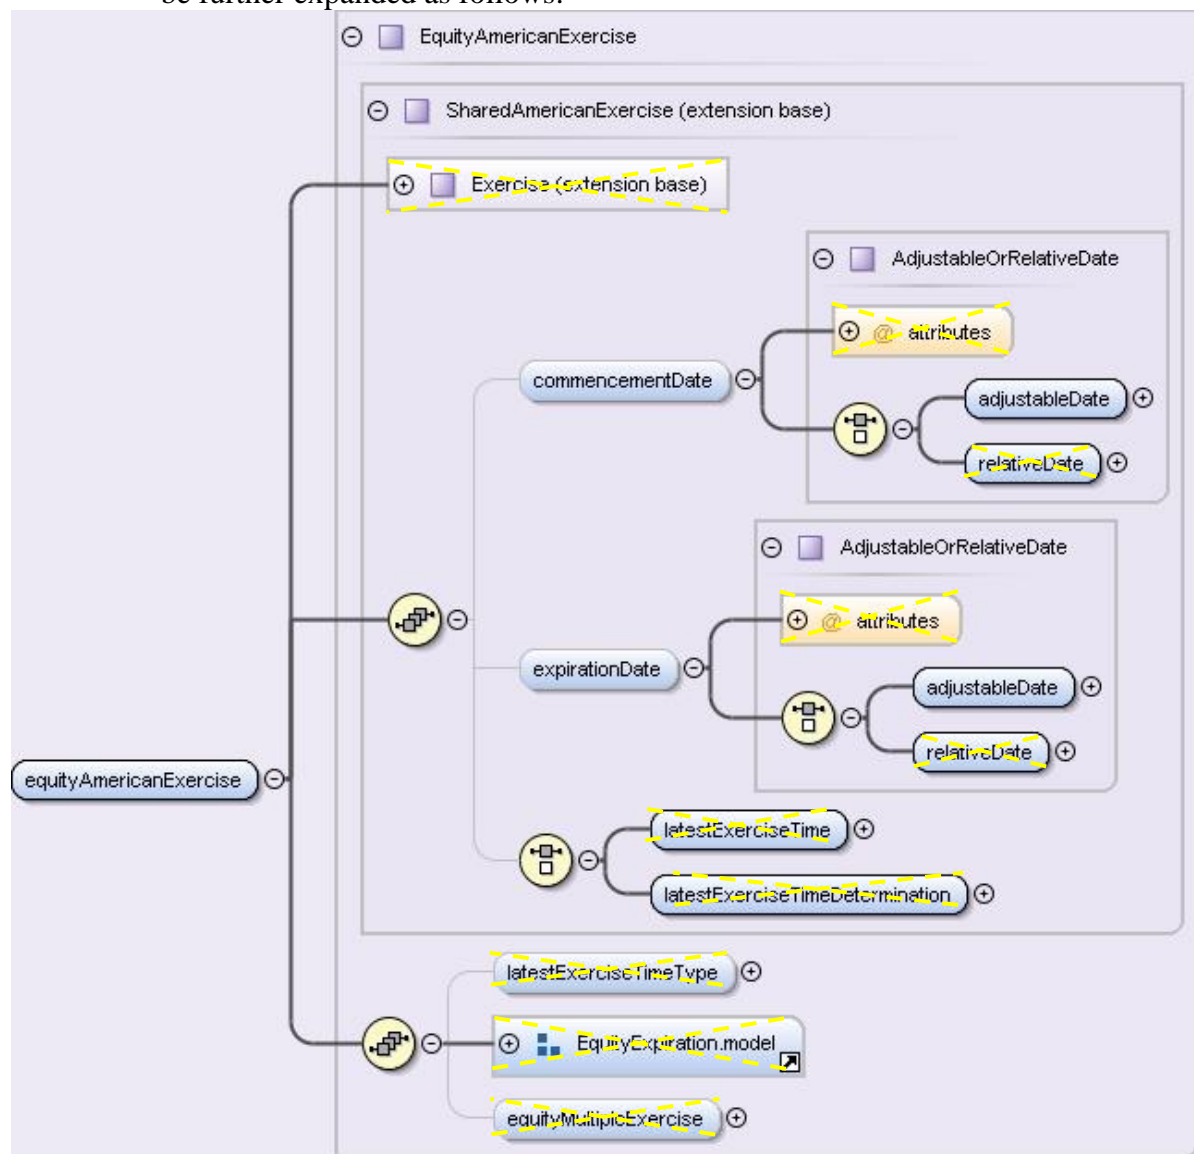 be further expanded as follows:
EquityAmericanExercise
SharedAmericanExercise (extension base)
Exercise (extension base)
AdjustableOrRelativeDate
@ attributes
commencementDate
adjustableDate
relativeDate
AdjustableOrRelativeDate
@ attributes
expirationDate
adjustableDate
relativeDate
equityAmericanExercise
latestExerciseTime
latestExerciseTimeDetermination
latestExerciseTimeType
EquityExpiration.model
equityMultipleExercise